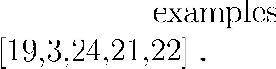 examples
[19,3,24,21,22] .